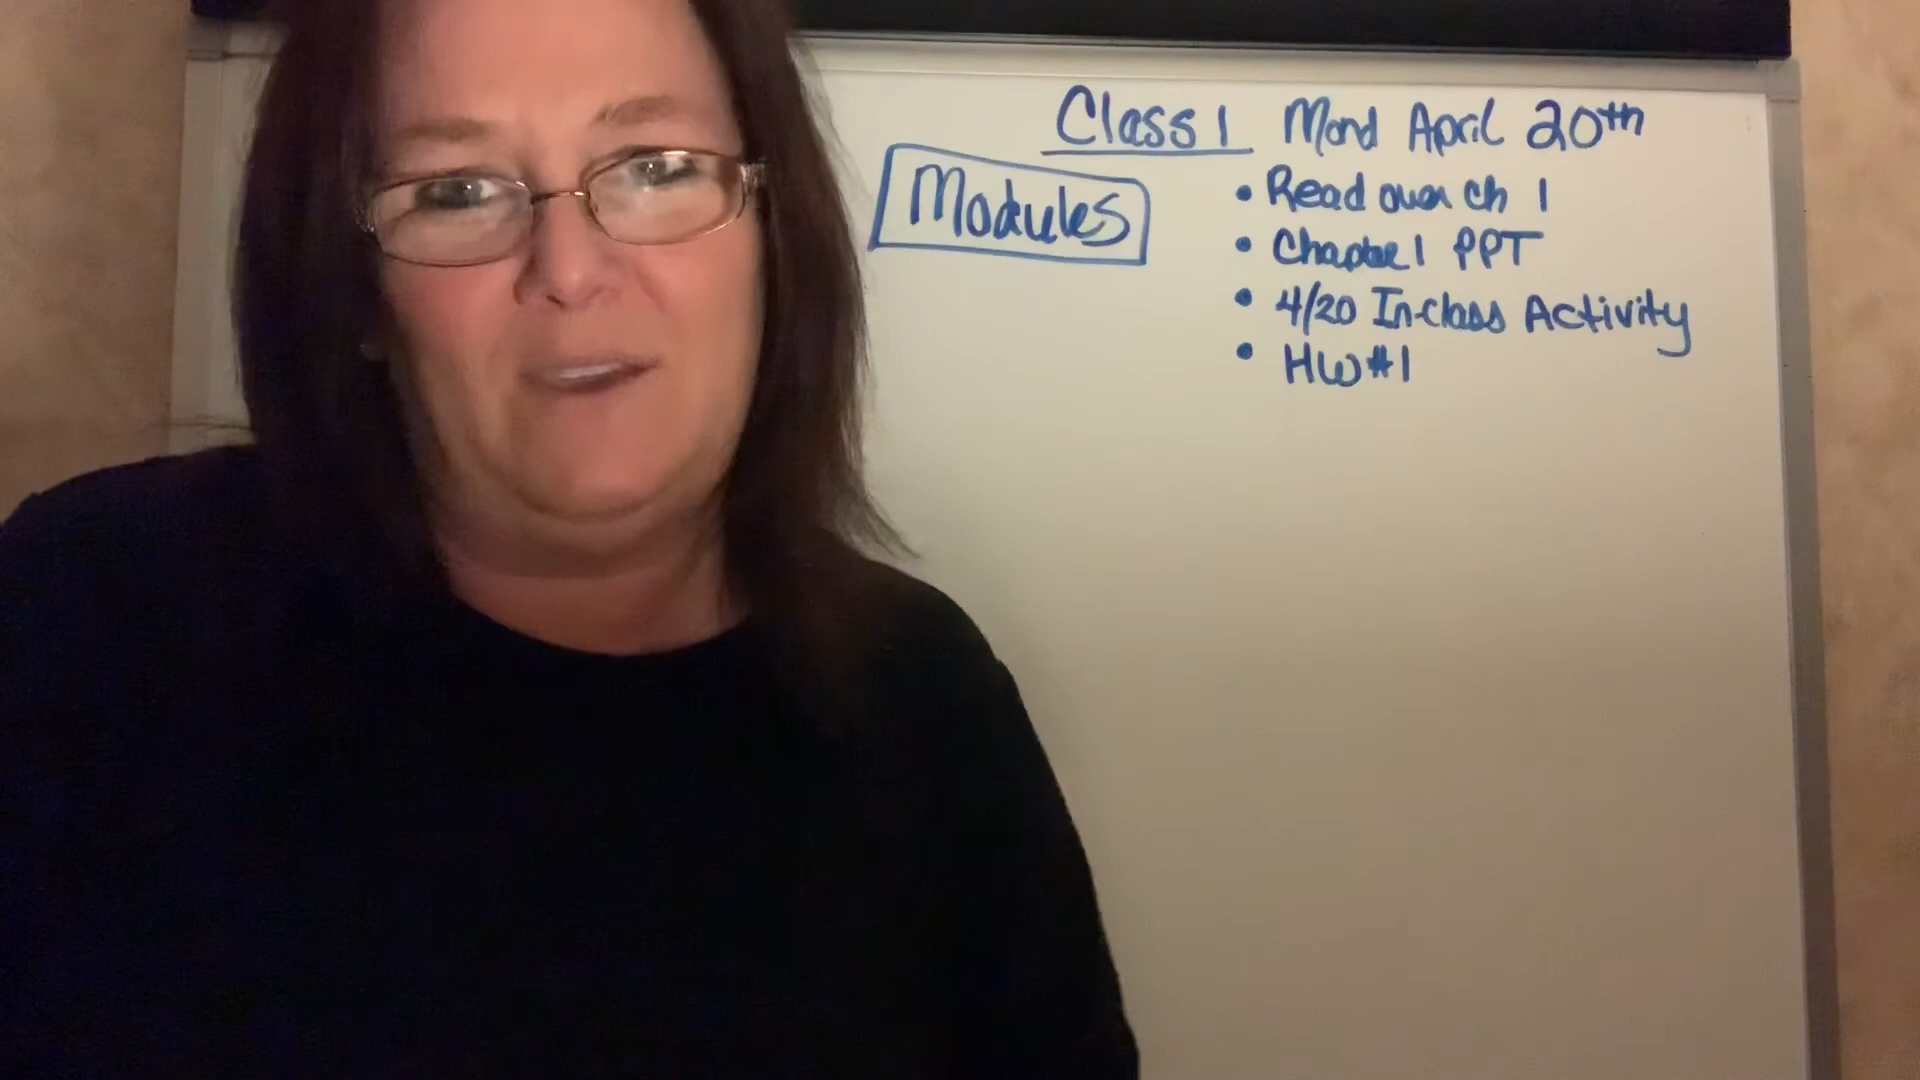 Class 1 Mond April 20th
Modules
• Read over ch 1
• Chapter 1 PPT
• 4/20 In-class Activity
• HW#1